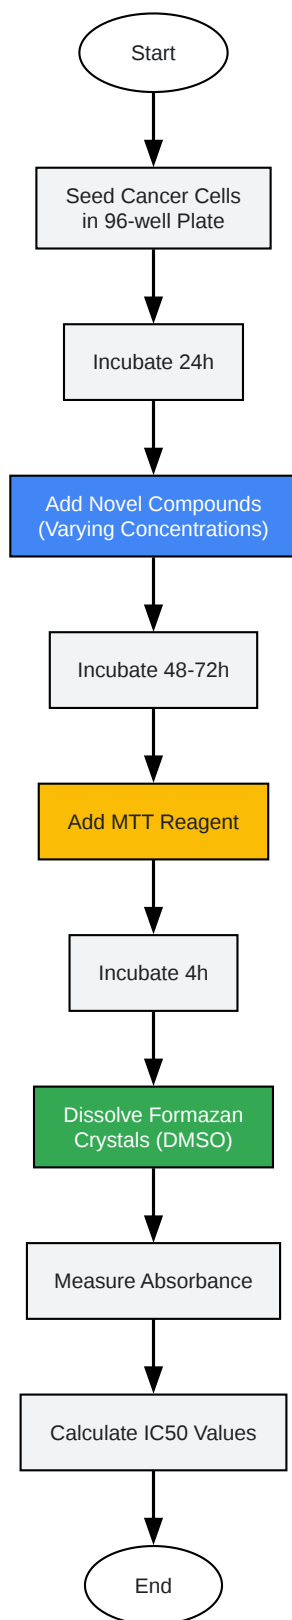 Start
Seed Cancer Cells
in 96-well Plate
Incubate 24h
Add Novel Compounds
(Varying Concentrations)
Incubate 48-72h
Add MTT Reagent
Incubate 4h
Dissolve Formazan
Crystals (DMSO)
Measure Absorbance
Calculate IC50 Values
End